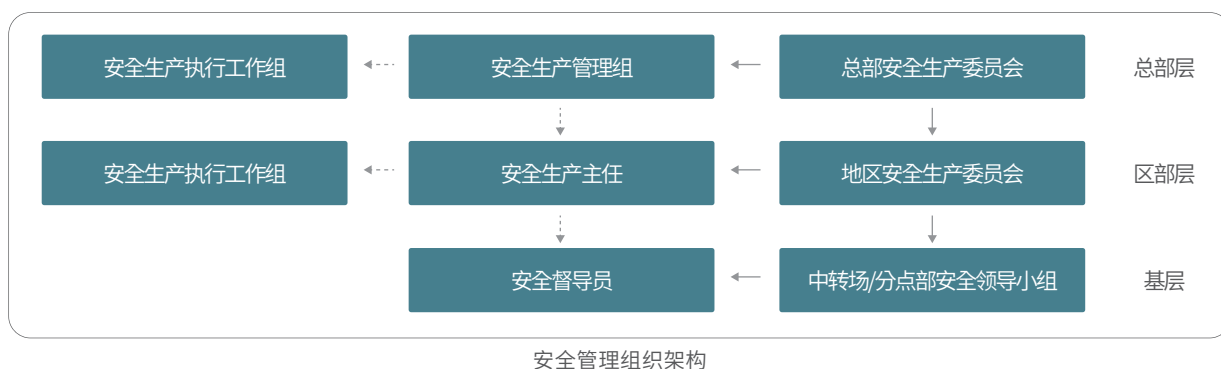 安全生产执行工作组
安全生产管理组
总部安全生产委员会
总部层
安全生产执行工作组
安全生产主任
地区安全生产委员会
区部层
安全督导员
中转场/分点部安全领导小组
基层
安全管理组织架构